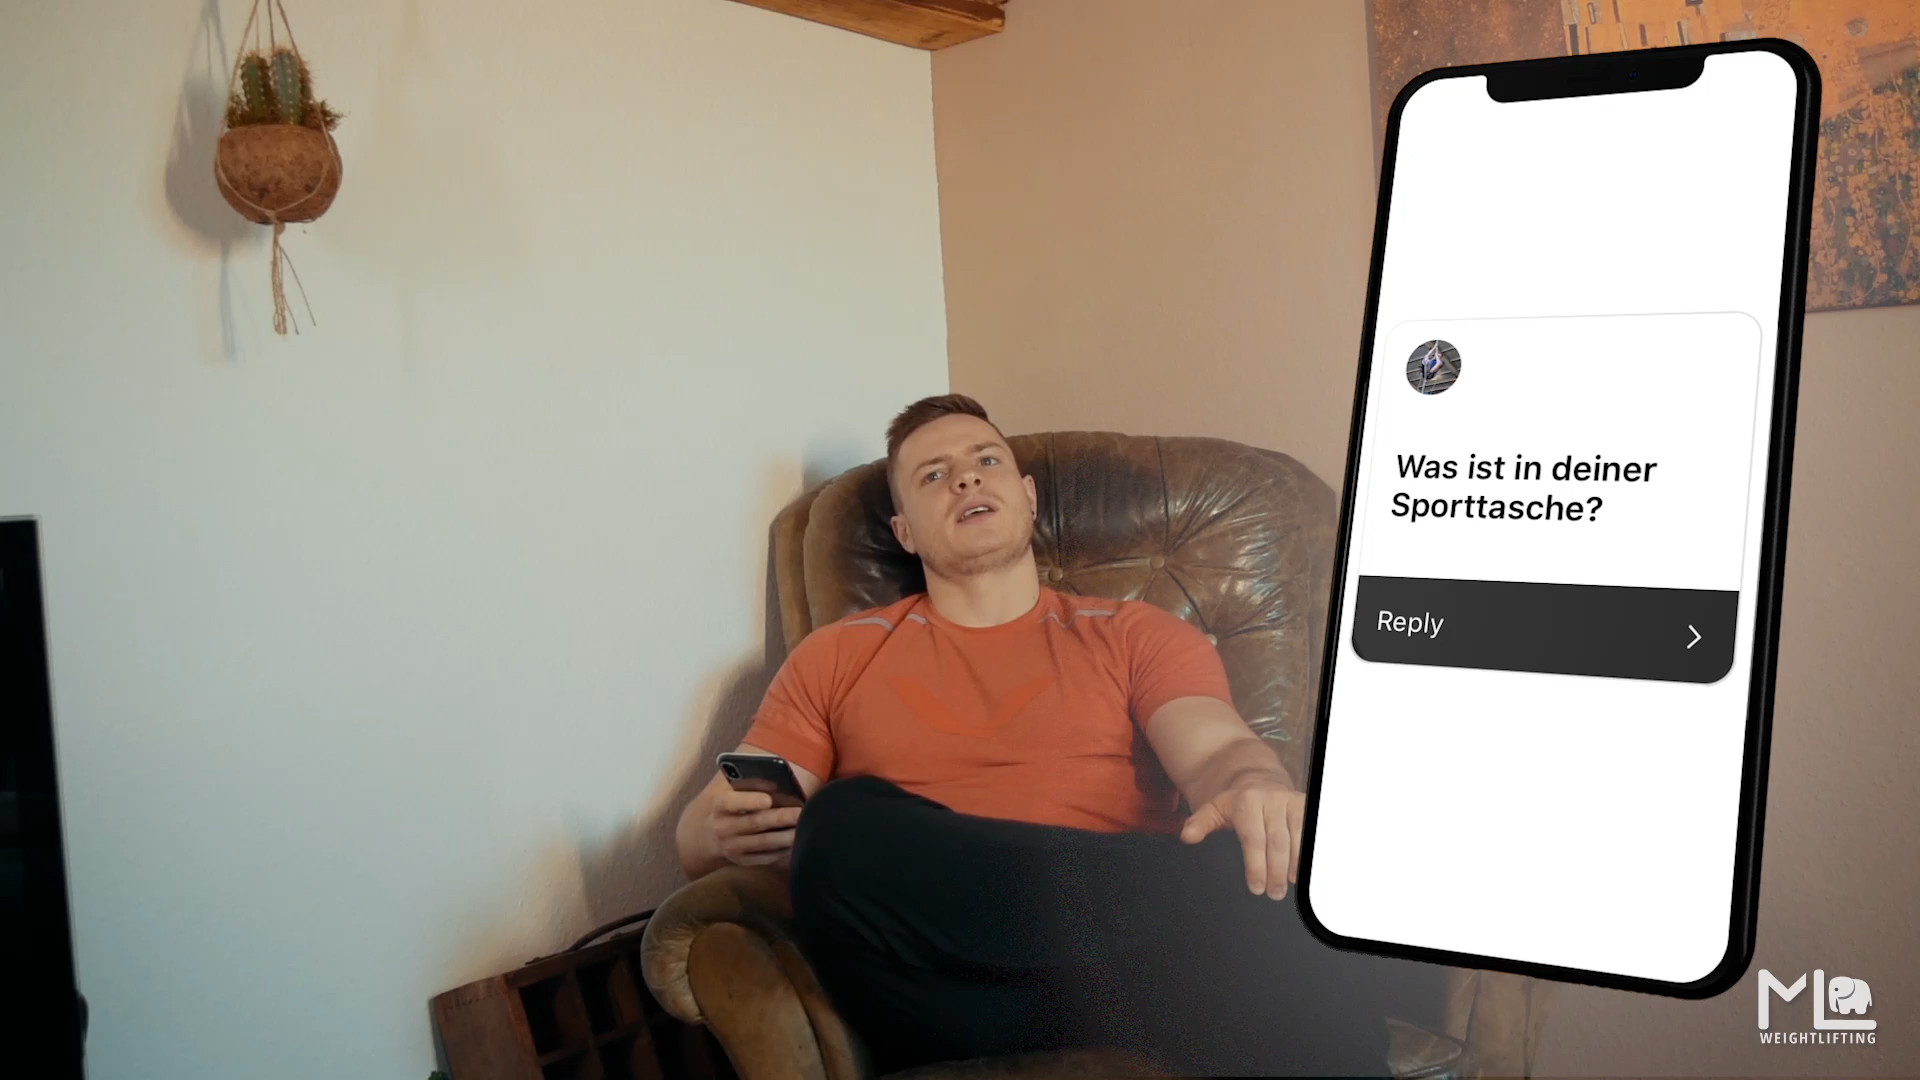 Was ist in deiner
Sporttasche?
Reply
ML
WEIGHTLIFTING